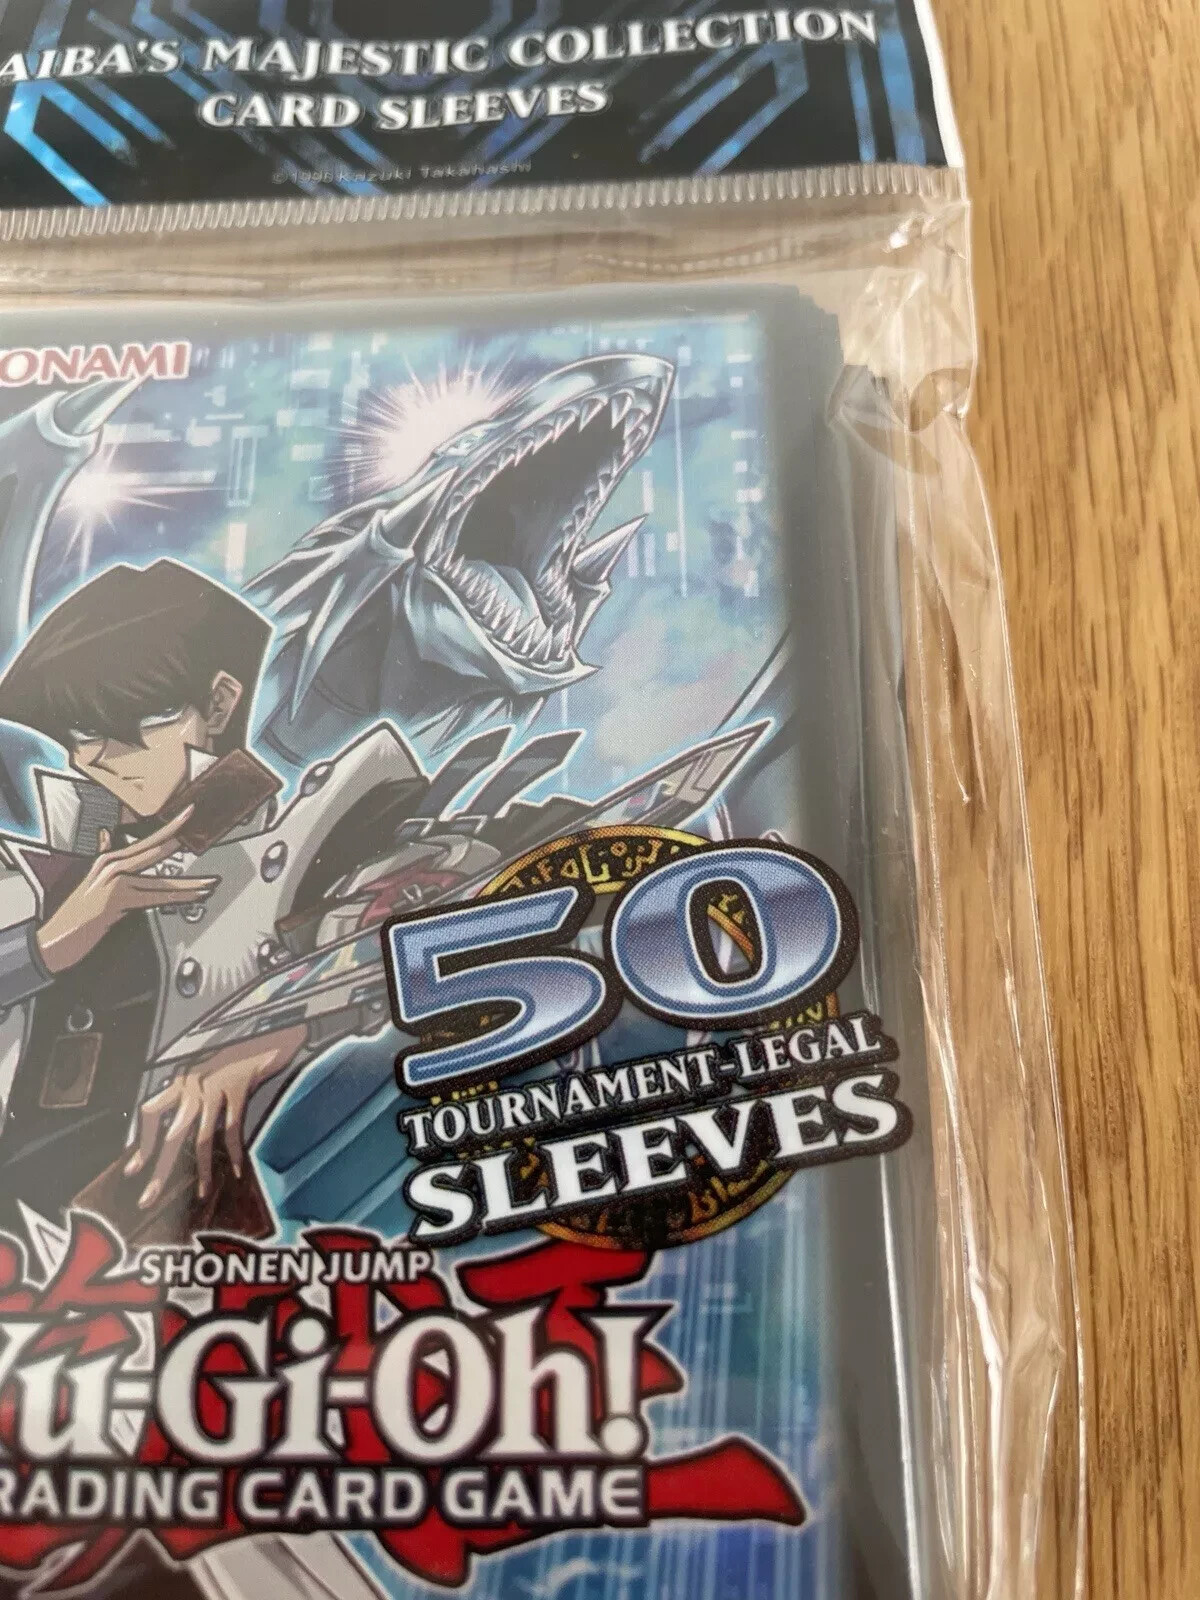 AIBA'S MAJESTIC COLLECTION
CARD SLEEVES
©1996 Kazuki Takahashi
ONAMI
50
TOURNAMENT-LEGAL
SLEEVES
SHONEN JUMP
Yu-Gi-Oh!
RADING CARD GAME